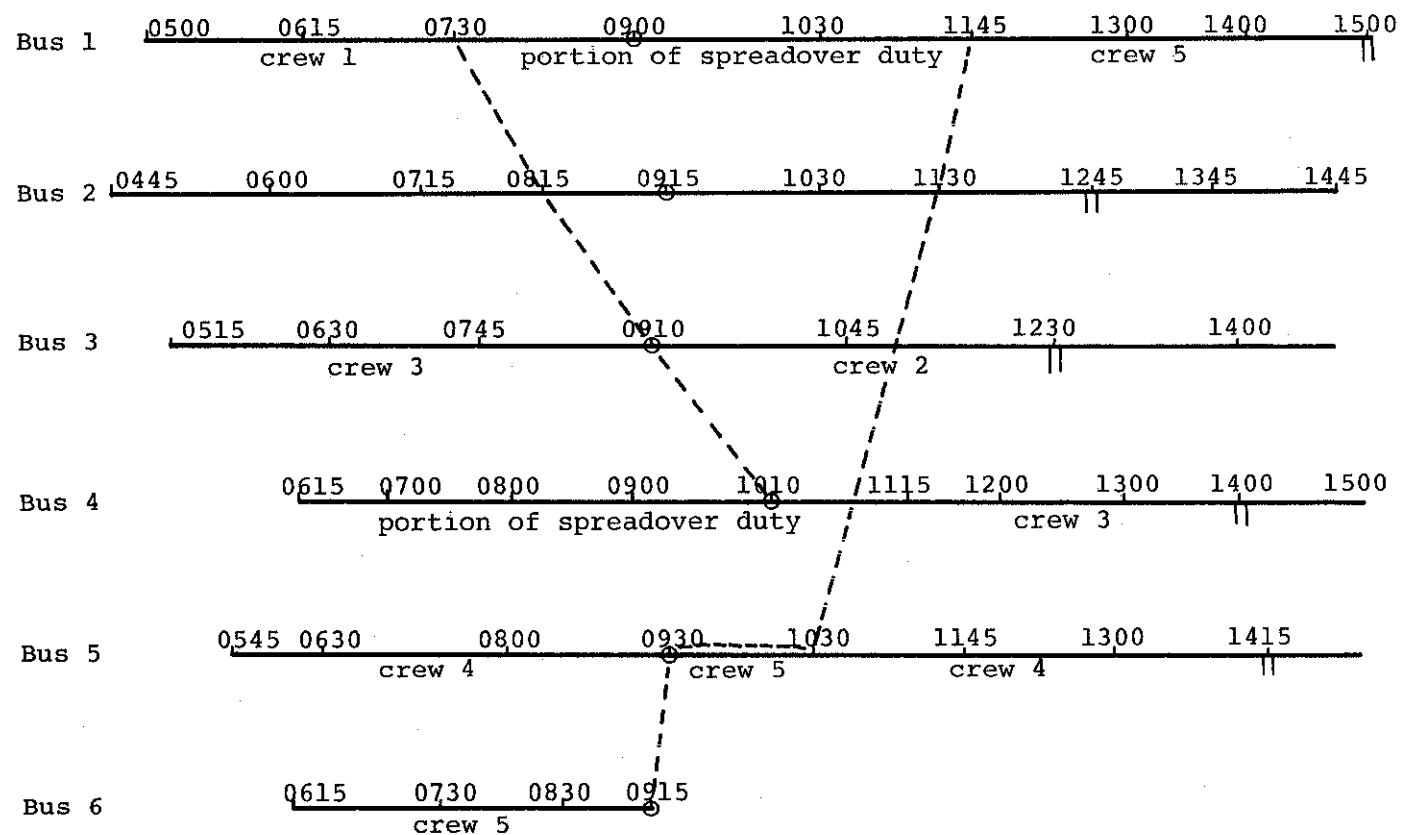 Bus 1 0500 0615 0730 0900 1030 1145 1300 1400 1500
crew 1 portion of spreadover duty crew 5
Bus 2 0445 0600 0715 0815 0915 1030 1130 1245 1345 1445
Bus 3 0515 0630 0745 0910 1045 1230 1400
crew 3 crew 2
Bus 4 0615 0700 0800 0900 1010 1115 1200 1300 1400 1500
portion of spreadover duty crew 3
Bus 5 0545 0630 0800 0930 1030 1145 1300 1415
crew 4 crew 5 crew 4
Bus 6 0615 0730 0830 0915
crew 5